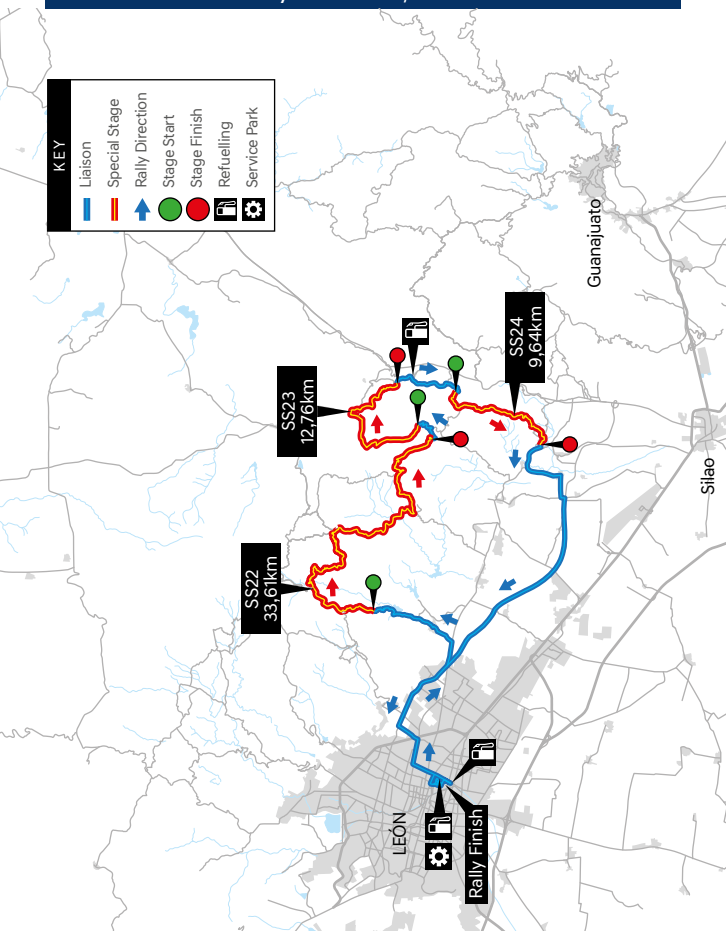 KEY
Liaison
Special Stage
Rally Direction
Stage Start
Stage Finish
Refuelling
Service Park
Guanajuato
SS24
9,64km
SS23
12,76km
Silao
SS22
33,61km
LEÓN
Rally Finish